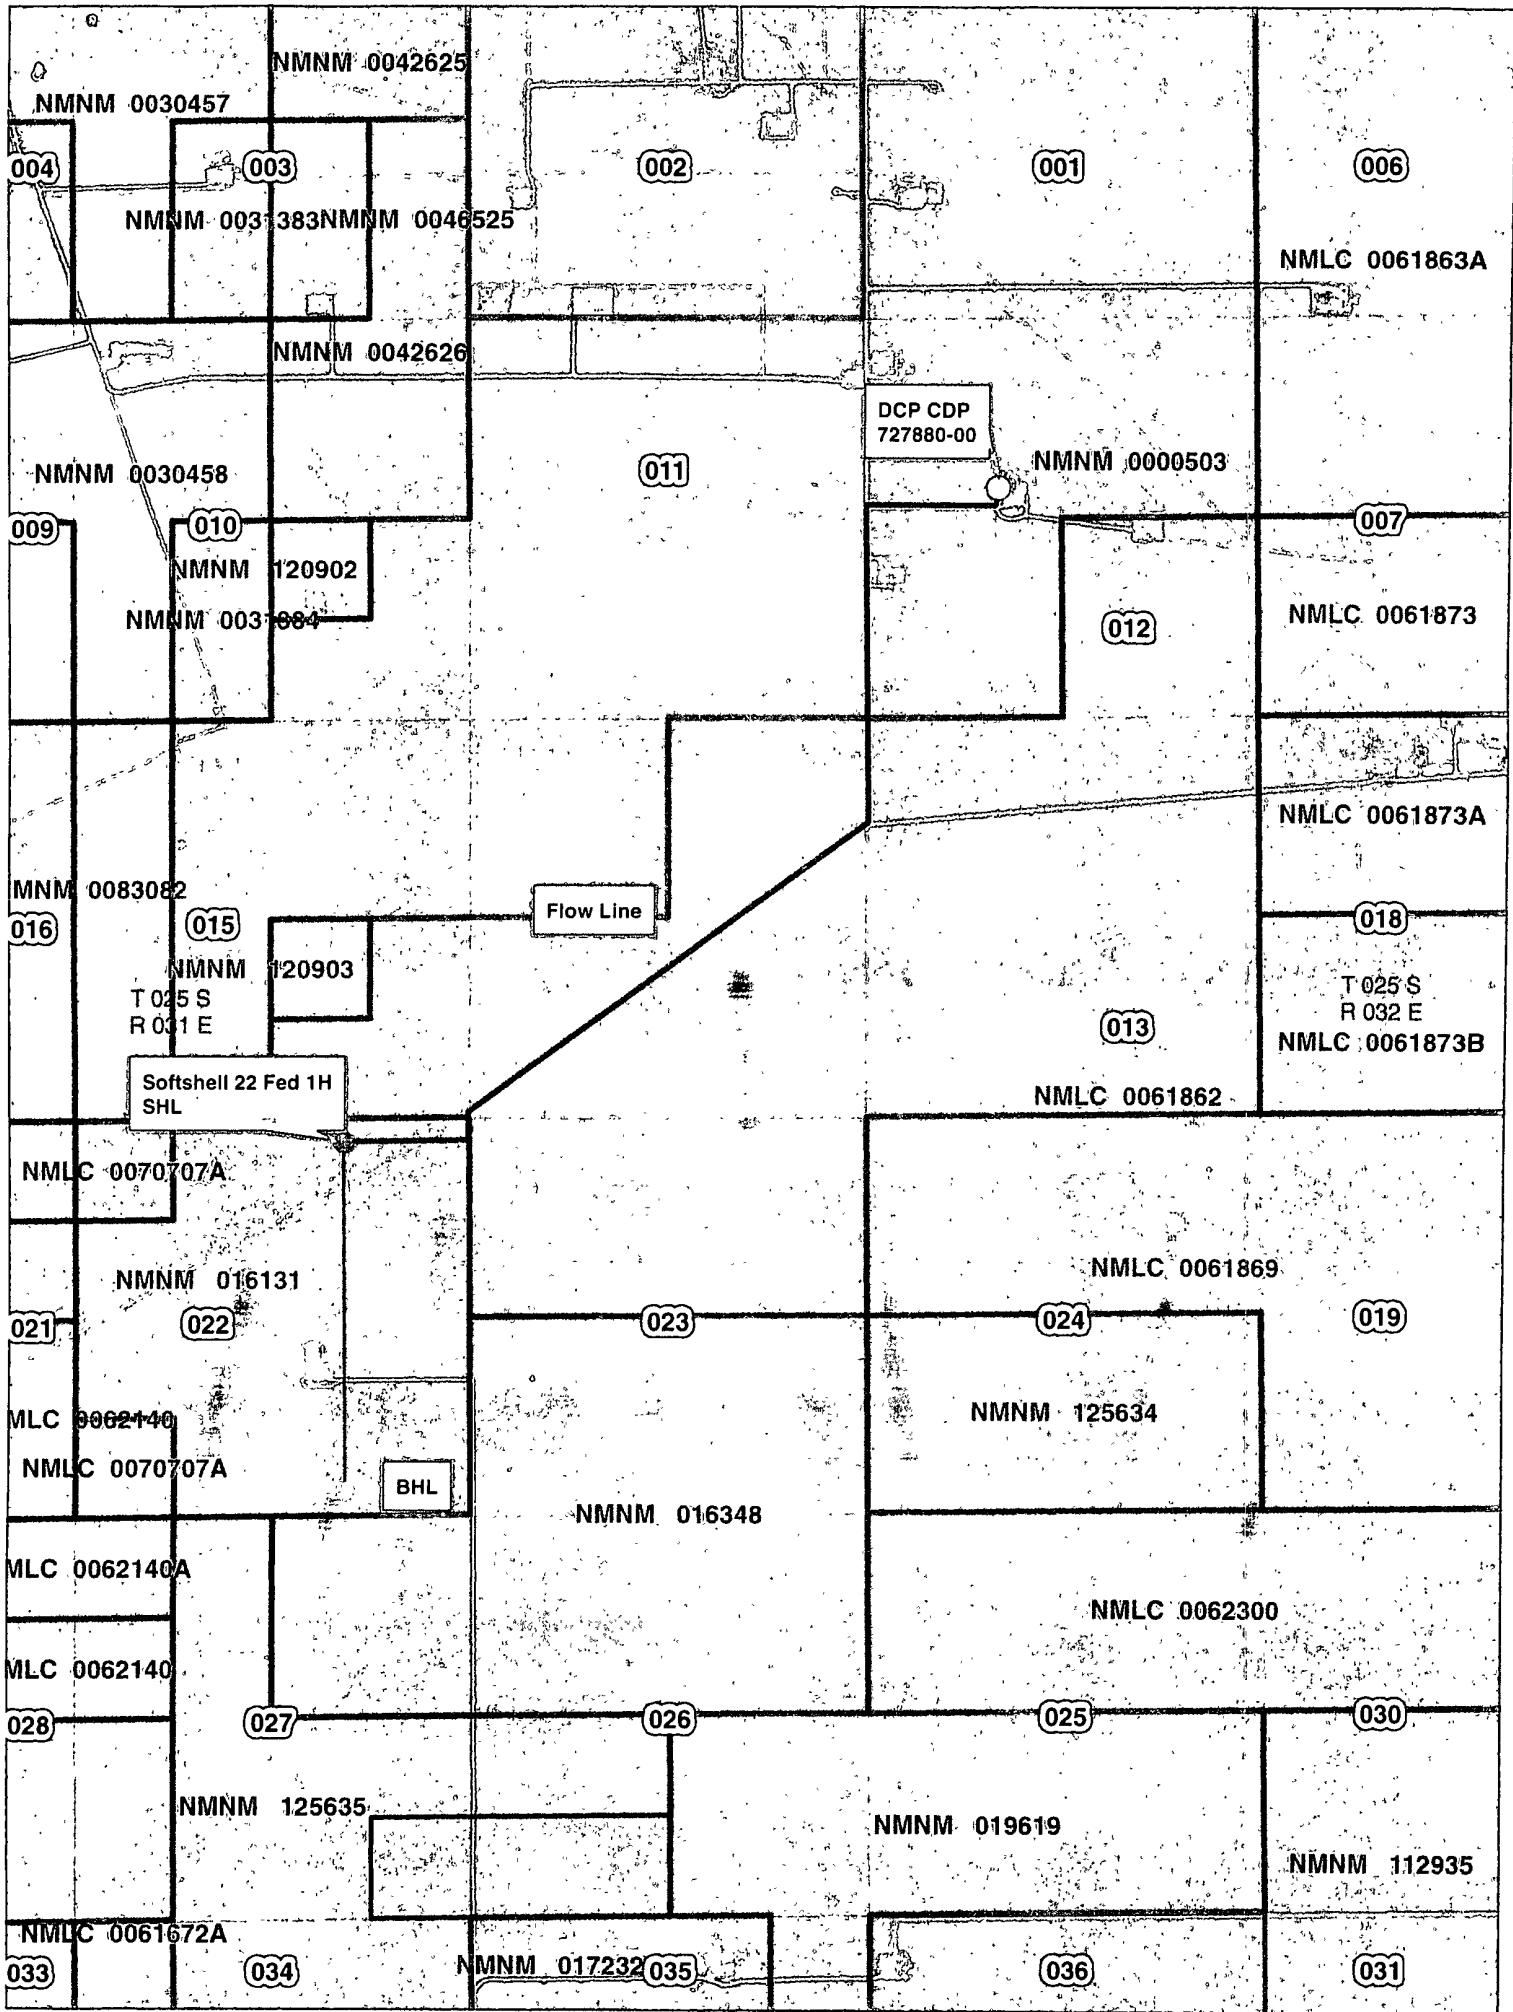 NMNM 0042625
NMNM 0030457
004
003
002
001
006
NMNM 0031383
NMNM 0046525
NMLC 0061863A
NMNM 0042626
DCP CDP
727880-00
NMNM 0000503
NMNM 0030458
011
009
010
007
NMNM 120902
NMNM 0031384
012
NMLC 0061873
NMLC 0061873A
MNM 0083082
Flow Line
016
015
018
NMNM 120903
T 025 S
R 031 E
T 025 S
R 032 E
013
NMLC 0061873B
Softshell 22 Fed 1H
SHL
NMLC 0061862
NMLC 0070707A
NMNM 016131
NMLC 0061869
021
022
023
024
019
MLC 0062140
NMNM 125634
NMLC 0070707A
BHL
NMNM 016348
MLC 0062140A
NMLC 0062300
MLC 0062140
028
027
026
025
030
NMNM 125635
NMNM 019619
NMNM 112935
NMLC 0061672A
033
034
NMNM 017232
035
036
031